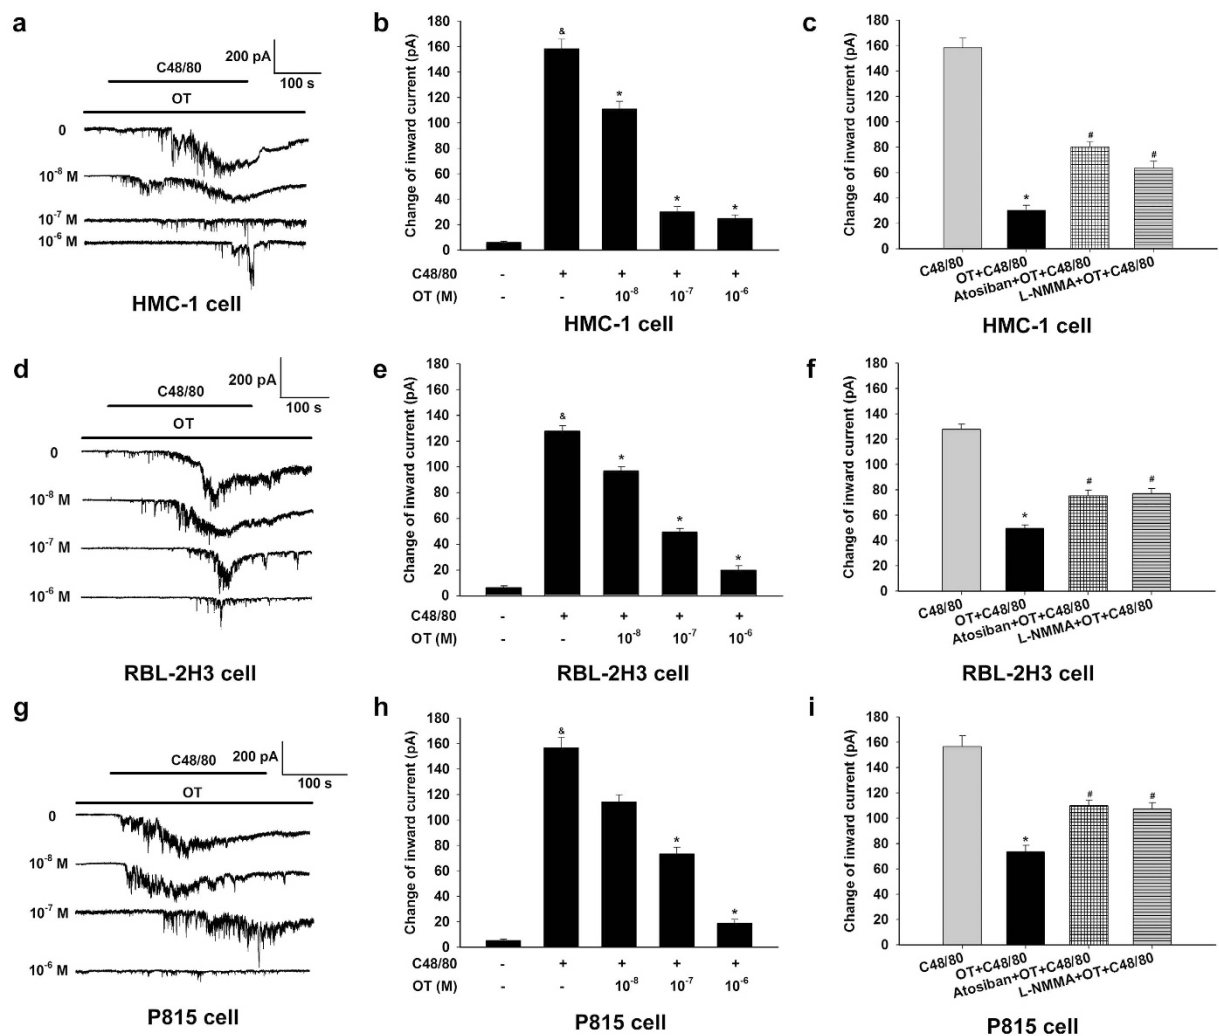 a
200 pA
100 s
C48/80
OT
0
10⁻⁸ M
10⁻⁷ M
10⁻⁶ M
HMC-1 cell
b
Change of inward current (pA)
180
160
140
120
100
80
60
40
20
0
&
*
*
*
C48/80 - + + + +
OT (M) - - 10⁻⁸ 10⁻⁷ 10⁻⁶
HMC-1 cell
c
Change of inward current (pA)
180
160
140
120
100
80
60
40
20
0
*
#
#
C48/80
OT+C48/80
Atosiban+OT+C48/80
L-NMMA+OT+C48/80
HMC-1 cell
d
200 pA
100 s
C48/80
OT
0
10⁻⁸ M
10⁻⁷ M
10⁻⁶ M
RBL-2H3 cell
e
Change of inward current (pA)
180
160
140
120
100
80
60
40
20
0
&
*
*
*
C48/80 - + + + +
OT (M) - - 10⁻⁸ 10⁻⁷ 10⁻⁶
RBL-2H3 cell
f
Change of inward current (pA)
180
160
140
120
100
80
60
40
20
0
*
#
#
C48/80
OT+C48/80
Atosiban+OT+C48/80
L-NMMA+OT+C48/80
RBL-2H3 cell
g
200 pA
100 s
C48/80
OT
0
10⁻⁸ M
10⁻⁷ M
10⁻⁶ M
P815 cell
h
Change of inward current (pA)
180
160
140
120
100
80
60
40
20
0
&
*
*
C48/80 - + + + +
OT (M) - - 10⁻⁸ 10⁻⁷ 10⁻⁶
P815 cell
i
Change of inward current (pA)
180
160
140
120
100
80
60
40
20
0
*
#
#
C48/80
OT+C48/80
Atosiban+OT+C48/80
L-NMMA+OT+C48/80
P815 cell